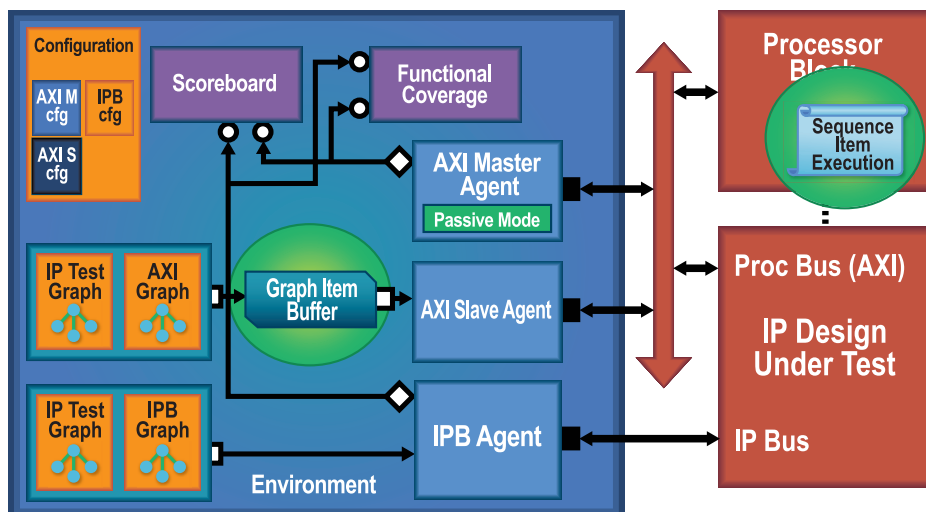 Configuration
AXI M
cfg
IPB
cfg
AXI S
cfg
Scoreboard
Functional
Coverage
AXI Master
Agent
Passive Mode
Processor
Block
Sequence
Item
Execution
IP Test
Graph
AXI
Graph
Graph Item
Buffer
AXI Slave Agent
Proc Bus (AXI)
IP Design
Under Test
IP Test
Graph
IPB
Graph
IPB Agent
IP Bus
Environment